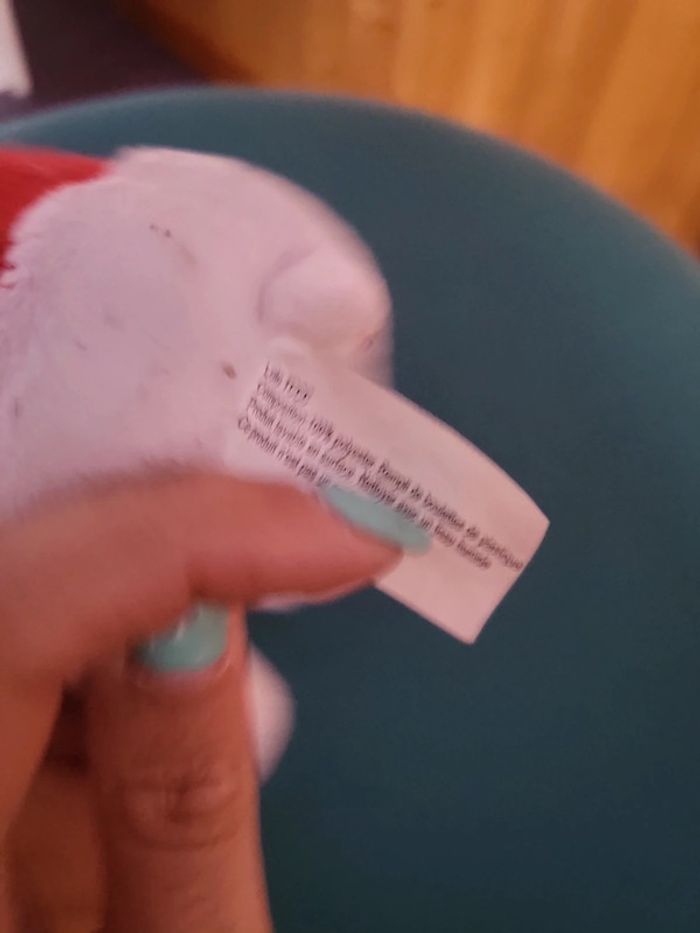 Composition: 100% polyester. Rempli de boulettes de plastique
Produit lavable en surface. Nettoyer avec un linge humide
Ce produit n'est pas un